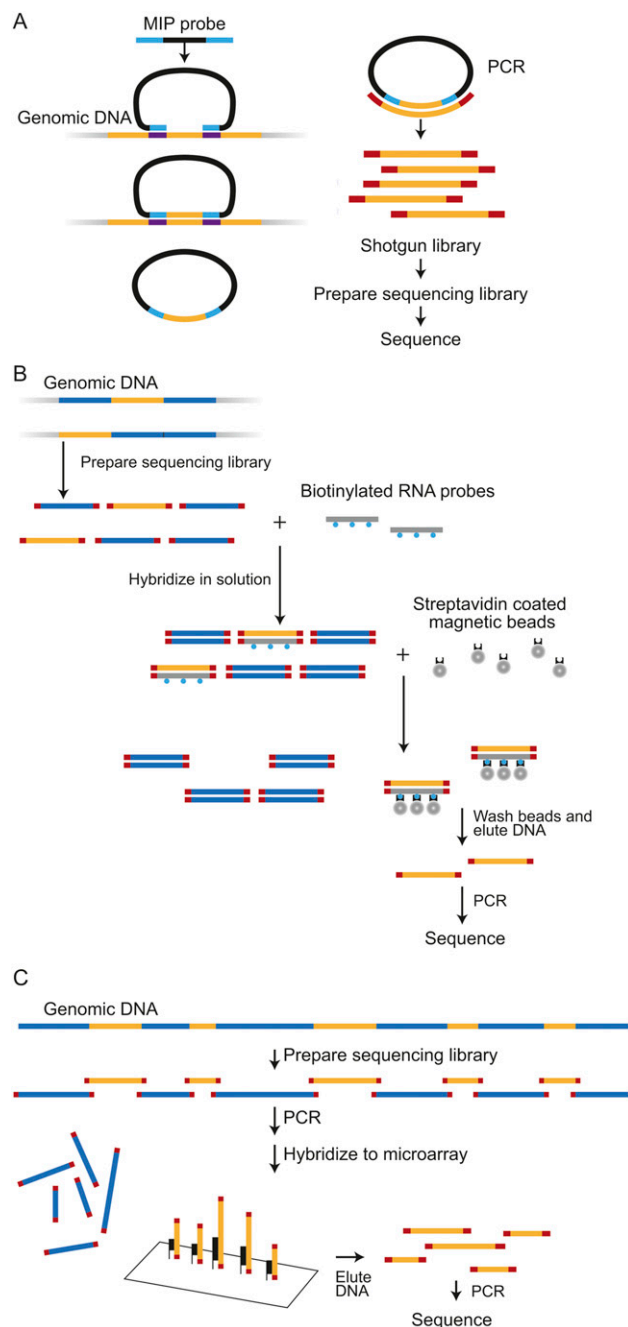 A
MIP probe
Genomic DNA
PCR
Shotgun library
Prepare sequencing library
Sequence
B
Genomic DNA
Prepare sequencing library
Biotinylated RNA probes
+
Hybridize in solution
Streptavidin coated
magnetic beads
+
Wash beads and
elute DNA
PCR
Sequence
C
Genomic DNA
Prepare sequencing library
PCR
Hybridize to microarray
Elute
DNA
PCR
Sequence